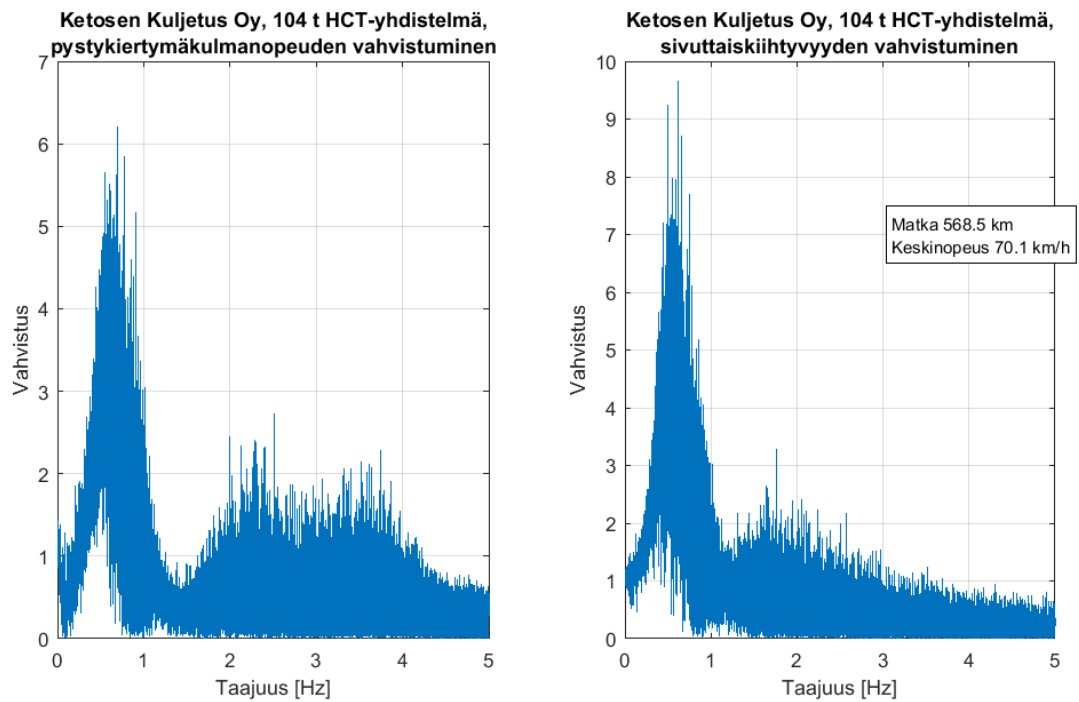 Ketosen Kuljetus Oy, 104 t HCT-yhdistelmä,
pystykiertymäkulmanopeuden vahvistuminen
7
6
5
4
3
2
1
0
Vahvistus
0 1 2 3 4 5
Taajuus [Hz]
Ketosen Kuljetus Oy, 104 t HCT-yhdistelmä,
sivuttaiskiihtyvyyden vahvistuminen
10
9
8
7
6
5
4
3
2
1
0
Vahvistus
Matka 568.5 km
Keskinopeus 70.1 km/h
0 1 2 3 4 5
Taajuus [Hz]